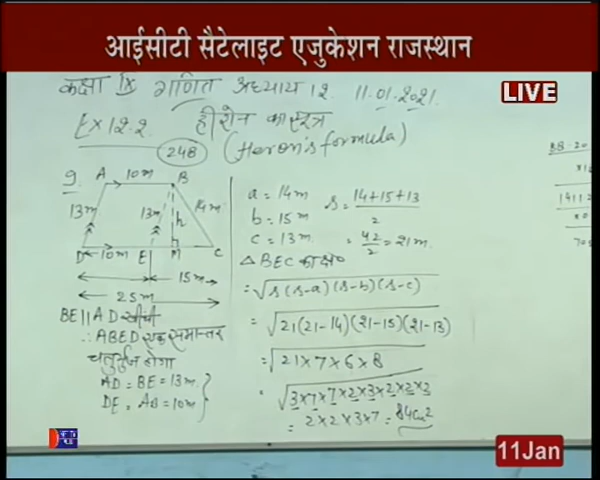 आईसीटी सैटेलाइट एजुकेशन राजस्थान
कक्षा IX गणित अध्याय 12. 11.01.2021.
LIVE
Ex 12.2 हीरोन का सूत्र
248 (Heron's formula)
9.
A 10m B
13m 13m h 14m
D 10m E M C
15m
25m
BE || AD खींची
∴ ABED एक समान्तर
चतुर्भुज होगा
AD = BE = 13m
DE = AB = 10m
a = 14m
b = 15m
c = 13m
s = 14+15+13 / 2
= 42/2 = 21m.
△BEC का क्षे०
= √s(s-a)(s-b)(s-c)
= √21(21-14)(21-15)(21-13)
= √21×7×6×8
√3×7×7×2×3×2×2×2
= 2×2×3×7 =
11Jan